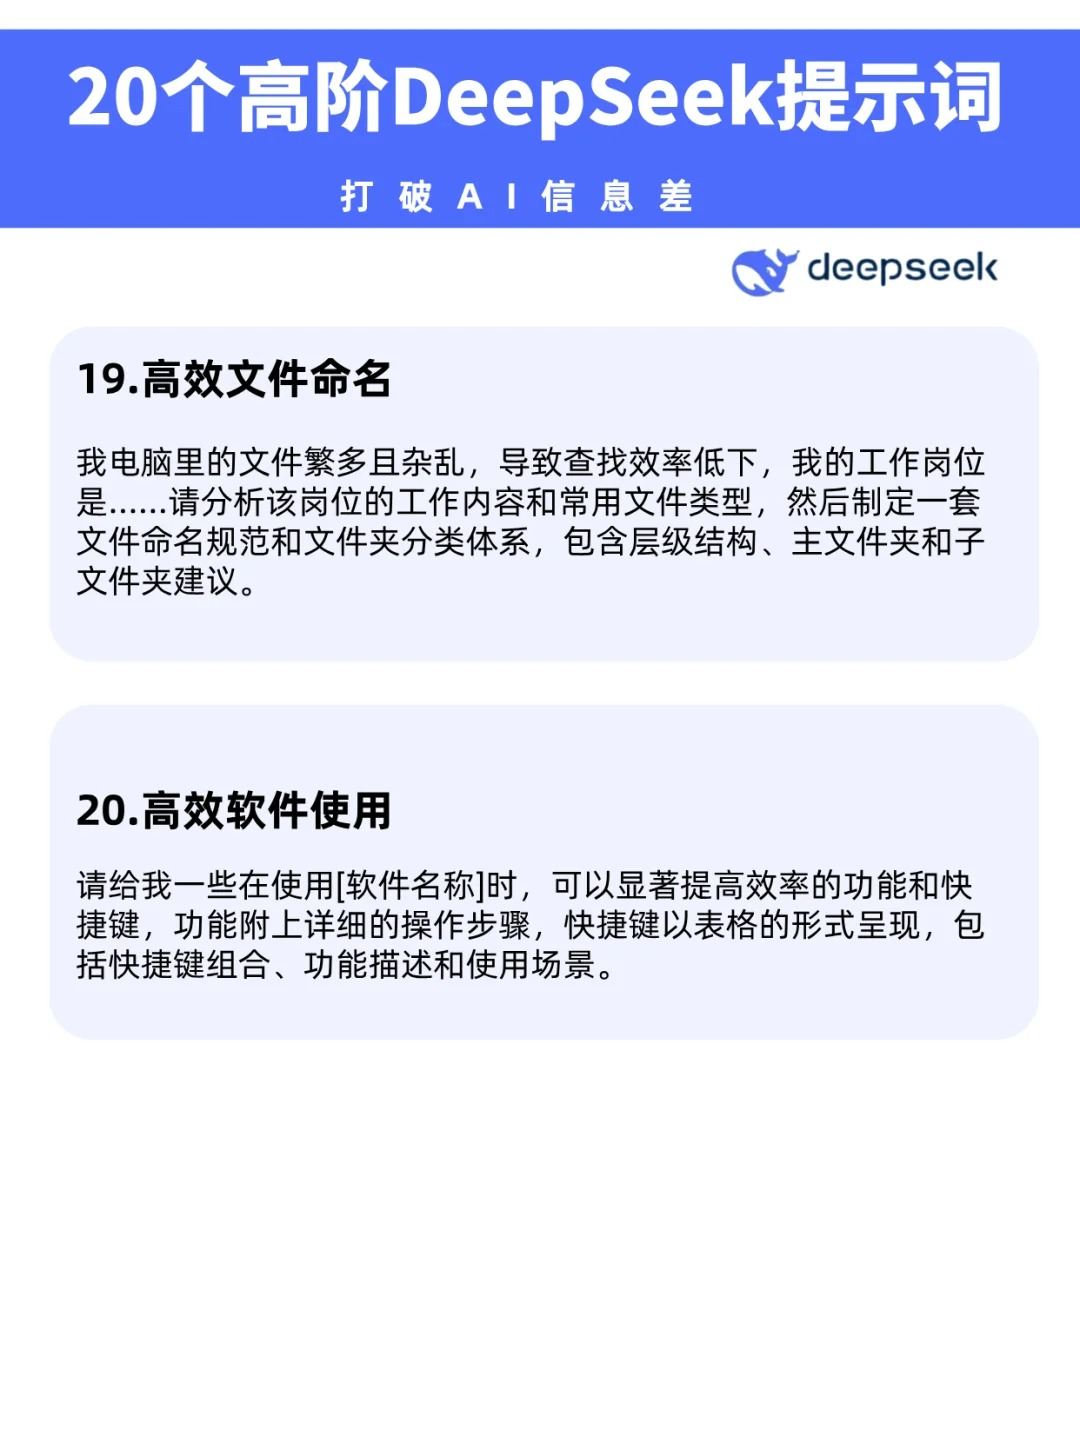 20个高阶DeepSeek提示词
打破AI信息差
deepseek
19.高效文件命名
我电脑里的文件繁多且杂乱，导致查找效率低下，我的工作岗位
是……请分析该岗位的工作内容和常用文件类型，然后制定一套
文件命名规范和文件夹分类体系，包含层级结构、主文件夹和子
文件夹建议。
20.高效软件使用
请给我一些在使用[软件名称]时，可以显著提高效率的功能和快
捷键，功能附上详细的操作步骤，快捷键以表格的形式呈现，包
括快捷键组合、功能描述和使用场景。